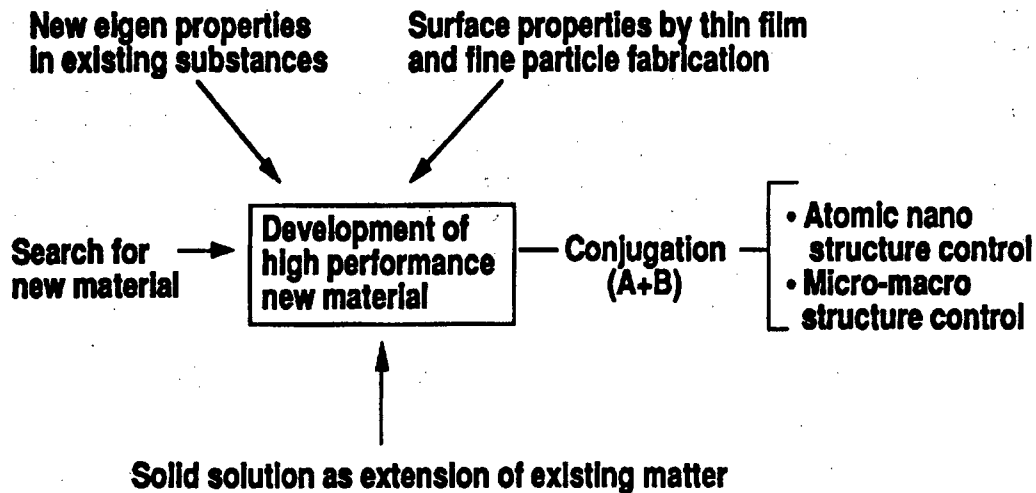 New eigen properties
in existing substances
Surface properties by thin film
and fine particle fabrication
Search for
new material
Development of
high performance
new material
Conjugation
(A+B)
• Atomic nano
structure control
• Micro-macro
structure control
Solid solution as extension of existing matter